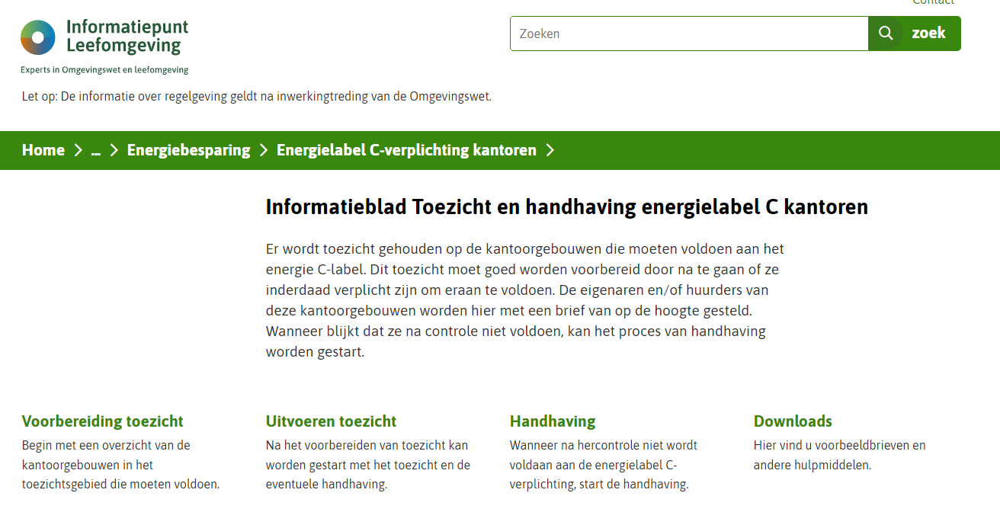 Contact
Informatiepunt
Leefomgeving
Experts in Omgevingswet en leefomgeving
Zoeken
zoek
Let op: De informatie over regelgeving geldt na inwerkingtreding van de Omgevingswet.
Home ... Energiebesparing Energielabel C-verplichting kantoren
Informatieblad Toezicht en handhaving energielabel C kantoren
Er wordt toezicht gehouden op de kantoorgebouwen die moeten voldoen aan het
energie C-label. Dit toezicht moet goed worden voorbereid door na te gaan of ze
inderdaad verplicht zijn om eraan te voldoen. De eigenaren en/of huurders van
deze kantoorgebouwen worden hier met een brief van op de hoogte gesteld.
Wanneer blijkt dat ze na controle niet voldoen, kan het proces van handhaving
worden gestart.
Voorbereiding toezicht
Begin met een overzicht van de
kantoorgebouwen in het
toezichtsgebied die moeten voldoen.
Uitvoeren toezicht
Na het voorbereiden van toezicht kan
worden gestart met het toezicht en de
eventuele handhaving.
Handhaving
Wanneer na hercontrole niet wordt
voldaan aan de energielabel C-
verplichting, start de handhaving.
Downloads
Hier vind u voorbeeldbrieven en
andere hulpmiddelen.